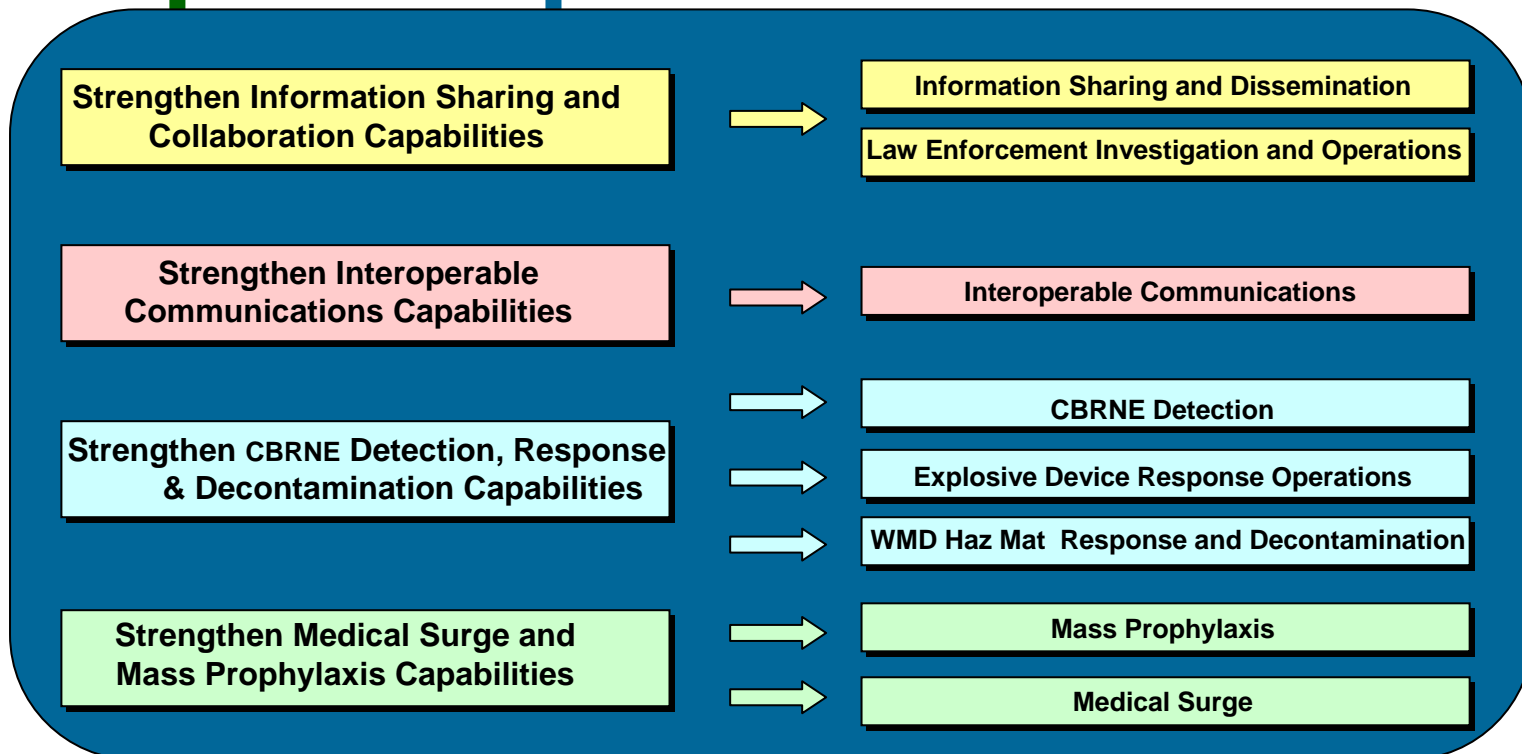 Strengthen Information Sharing and
Collaboration Capabilities
Information Sharing and Dissemination
Law Enforcement Investigation and Operations
Strengthen Interoperable
Communications Capabilities
Interoperable Communications
Strengthen CBRNE Detection, Response
& Decontamination Capabilities
CBRNE Detection
Explosive Device Response Operations
WMD Haz Mat Response and Decontamination
Strengthen Medical Surge and
Mass Prophylaxis Capabilities
Mass Prophylaxis
Medical Surge